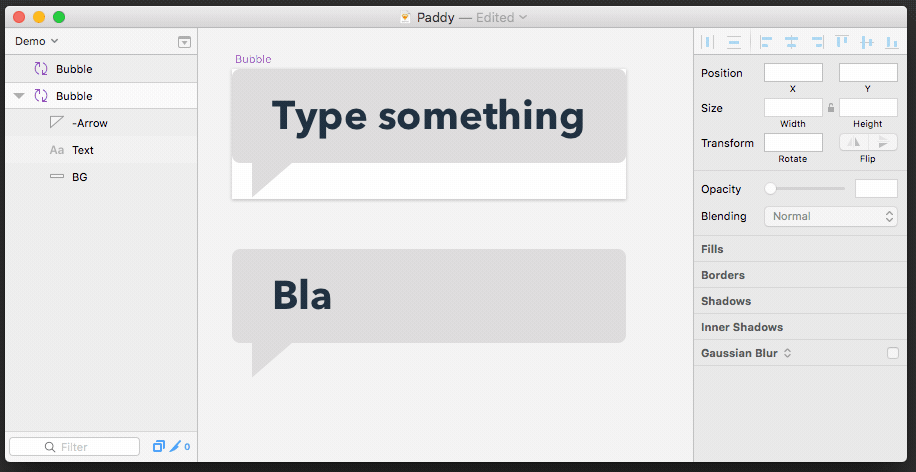 Paddy — Edited
Demo
Bubble
Bubble
-Arrow
Aa Text
BG
Filter
0
Bubble
Type something
Bla
Position
X Y
Size
Width Height
Transform
Rotate Flip
Opacity
Blending Normal
Fills
Borders
Shadows
Inner Shadows
Gaussian Blur